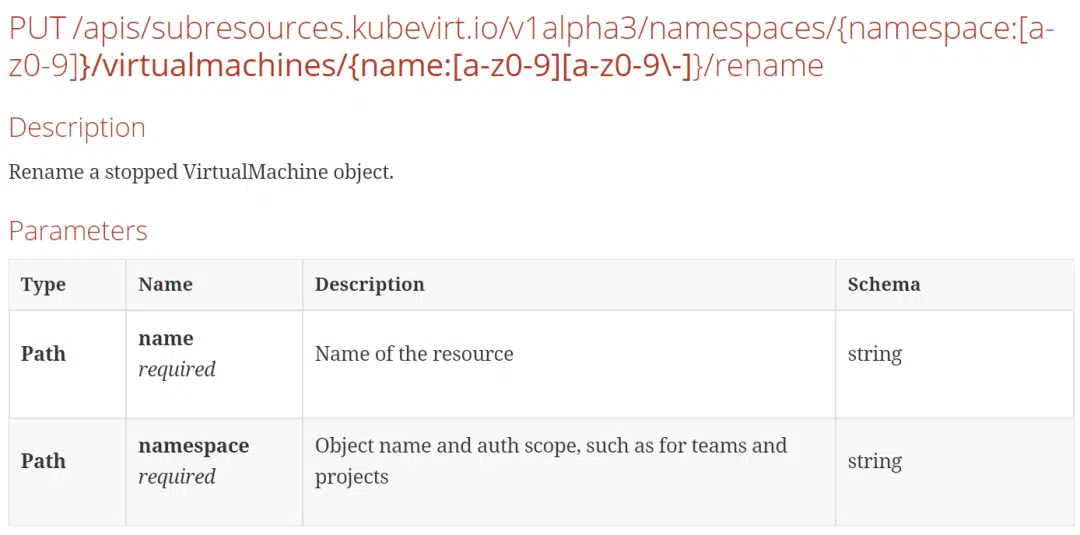 PUT /apis/subresources.kubevirt.io/v1alpha3/namespaces/{namespace:[a-
z0-9]}/virtualmachines/{name:[a-z0-9][a-z0-9\-]}/rename
Description
Rename a stopped VirtualMachine object.
Parameters
Type Name Description Schema
Path name required Name of the resource string
Path namespace required Object name and auth scope, such as for teams and projects string